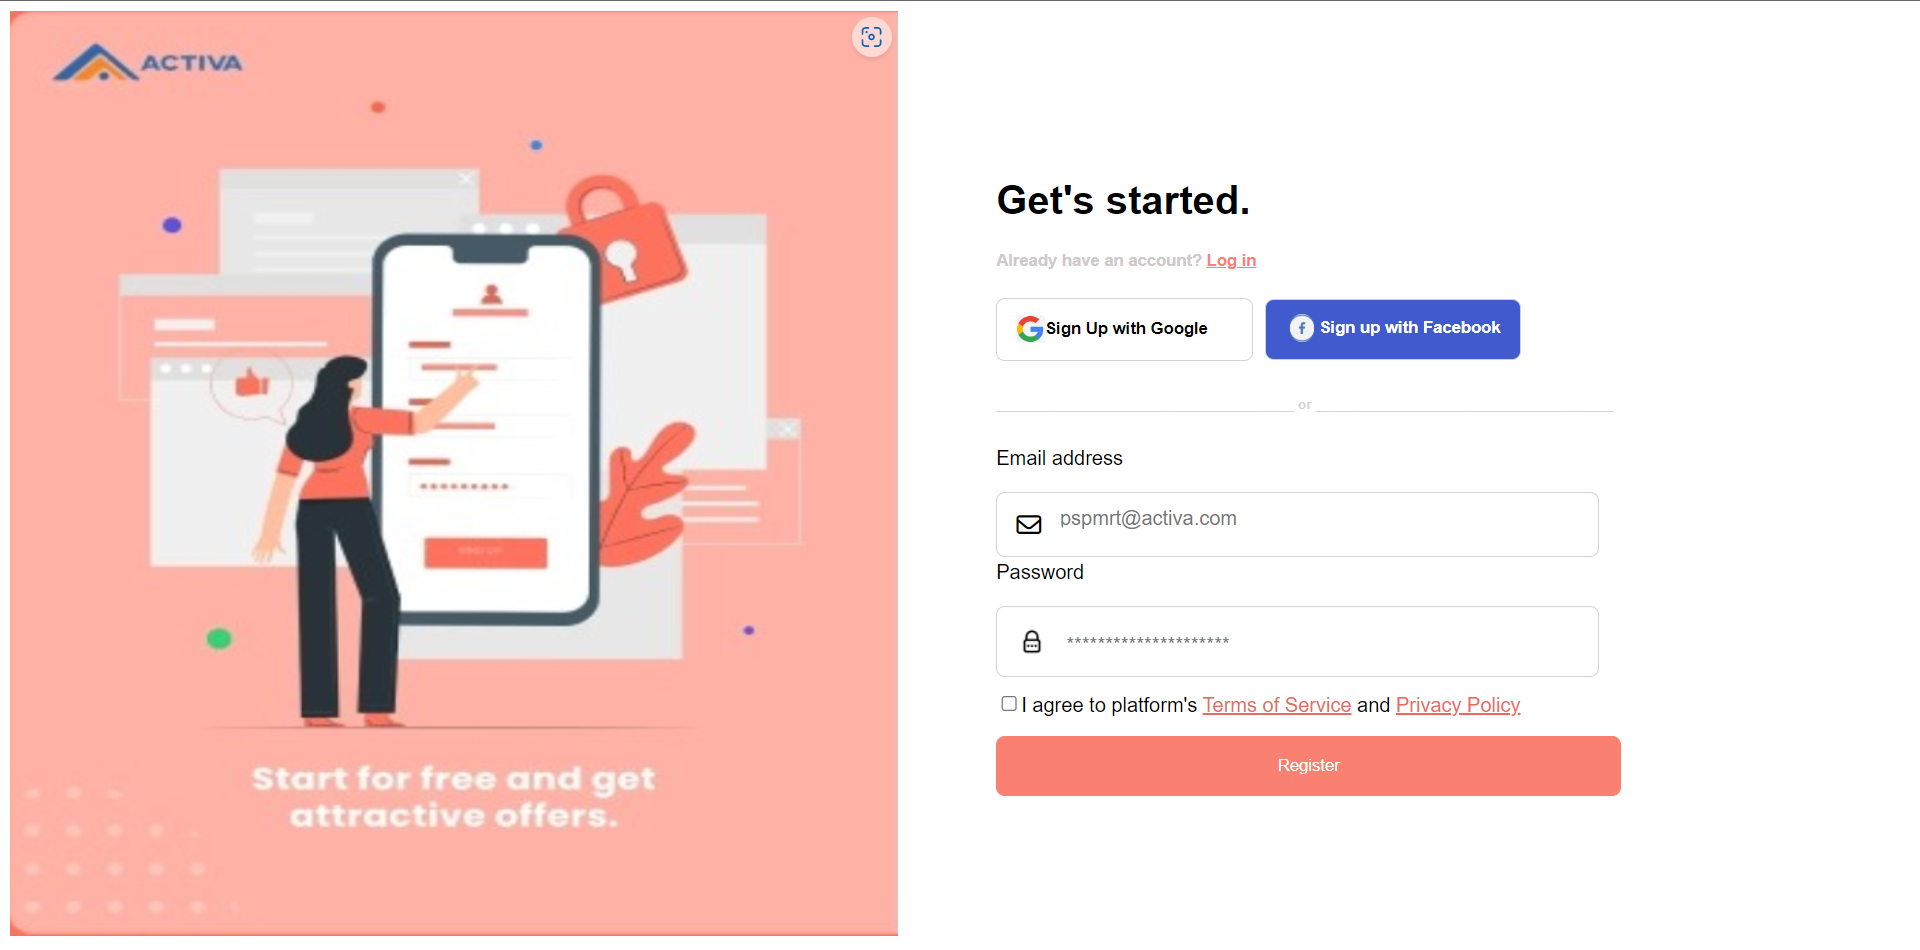 ACTIVA
Start for free and get
attractive offers.
Get's started.
Already have an account? Log in
Sign Up with Google
Sign up with Facebook
or
Email address
pspmrt@activa.com
Password
*********************
I agree to platform's Terms of Service and Privacy Policy
Register